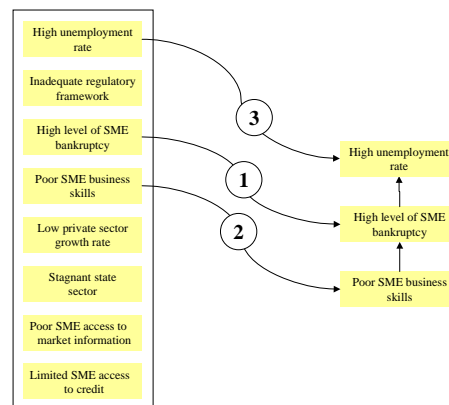 High unemployment
rate
Inadequate regulatory
framework
High level of SME
bankruptcy
Poor SME business
skills
Low private sector
growth rate
Stagnant state
sector
Poor SME access to
market information
Limited SME access
to credit
3
1
2
High unemployment
rate
High level of SME
bankruptcy
Poor SME business
skills